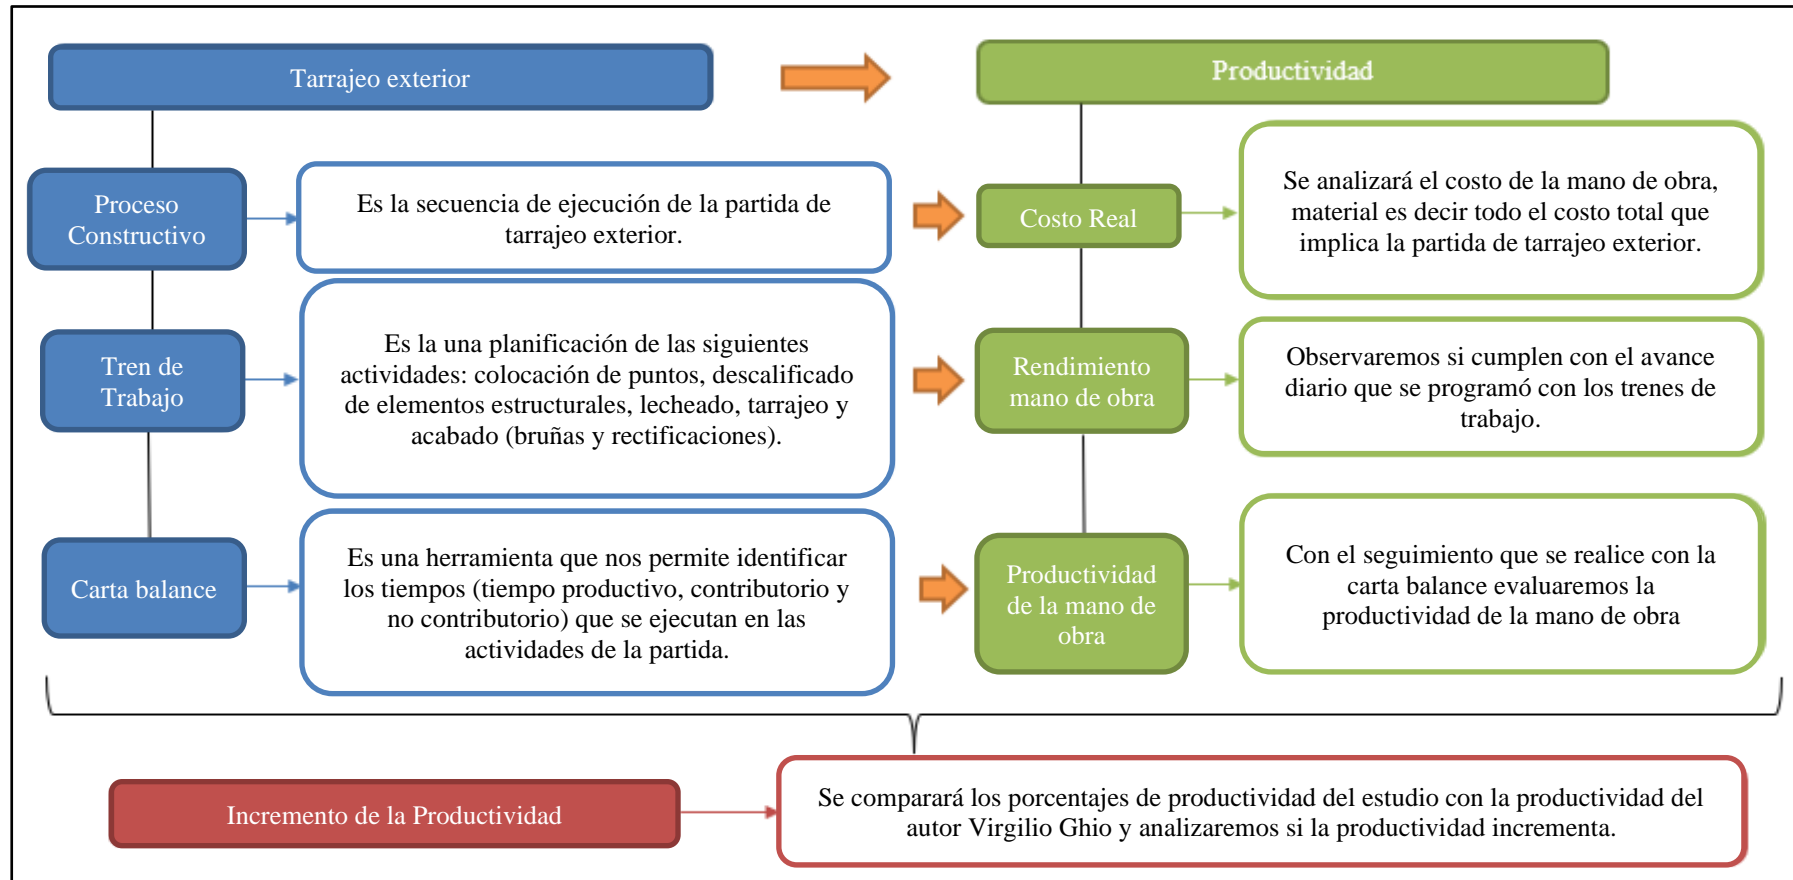 Tarrajeo exterior
Productividad
Proceso
Constructivo
Es la secuencia de ejecución de la partida de
tarrajeo exterior.
Costo Real
Se analizará el costo de la mano de obra,
material es decir todo el costo total que
implica la partida de tarrajeo exterior.
Tren de
Trabajo
Es la una planificación de las siguientes
actividades: colocación de puntos, descalificado
de elementos estructurales, lecheado, tarrajeo y
acabado (bruñas y rectificaciones).
Rendimiento
mano de obra
Observaremos si cumplen con el avance
diario que se programó con los trenes de
trabajo.
Carta balance
Es una herramienta que nos permite identificar
los tiempos (tiempo productivo, contributorio y
no contributorio) que se ejecutan en las
actividades de la partida.
Productividad
de la mano de
obra
Con el seguimiento que se realice con la
carta balance evaluaremos la
productividad de la mano de obra
Incremento de la Productividad
Se comparará los porcentajes de productividad del estudio con la productividad del
autor Virgilio Ghio y analizaremos si la productividad incrementa.